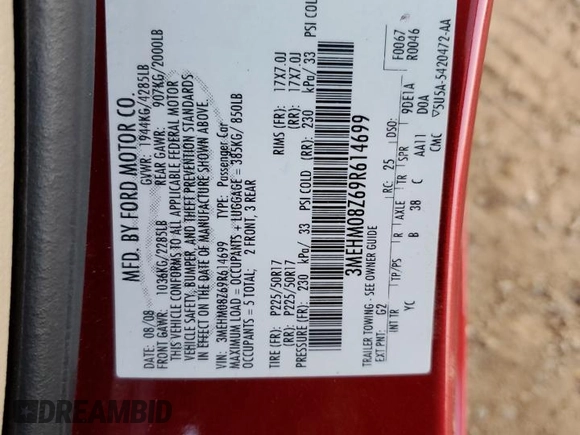 MFD. BY FORD MOTOR CO.
DATE: 08/08 GVWR: 1944KG/4285LB
FRONT GAWR: 1036KG/2285LB REAR GAWR: 907KG/2000LB
THIS VEHICLE CONFORMS TO ALL APPLICABLE FEDERAL MOTOR
VEHICLE SAFETY, BUMPER, AND THEFT PREVENTION STANDARDS
IN EFFECT ON THE DATE OF MANUFACTURE SHOWN ABOVE.
VIN: 3MEHM08Z69R614699 TYPE: Passenger Car
MAXIMUM LOAD = OCCUPANTS + LUGGAGE = 385KG/ 850LB
OCCUPANTS = 5 TOTAL; 2 FRONT, 3 REAR
TIRE (FR): P225/50R17 RIMS (FR): 17X7.0J
(RR): P225/50R17 (RR): 17X7.0J
PRESSURE (FR): 230 kPa/ 33 PSI COLD (RR): 230 kPa/ 33 PSI COLD
3MEHM08Z69R614699
TRAILER TOWING - SEE OWNER GUIDE
F0067
R0046
EXT PNT: G2 RC: 25 DSO:
INT TR TP/PS R AXLE TR SPR 9DE1A
YC B 38 C AA11 DOA
CMC 5U5A-5420472-AA
DREAMBID